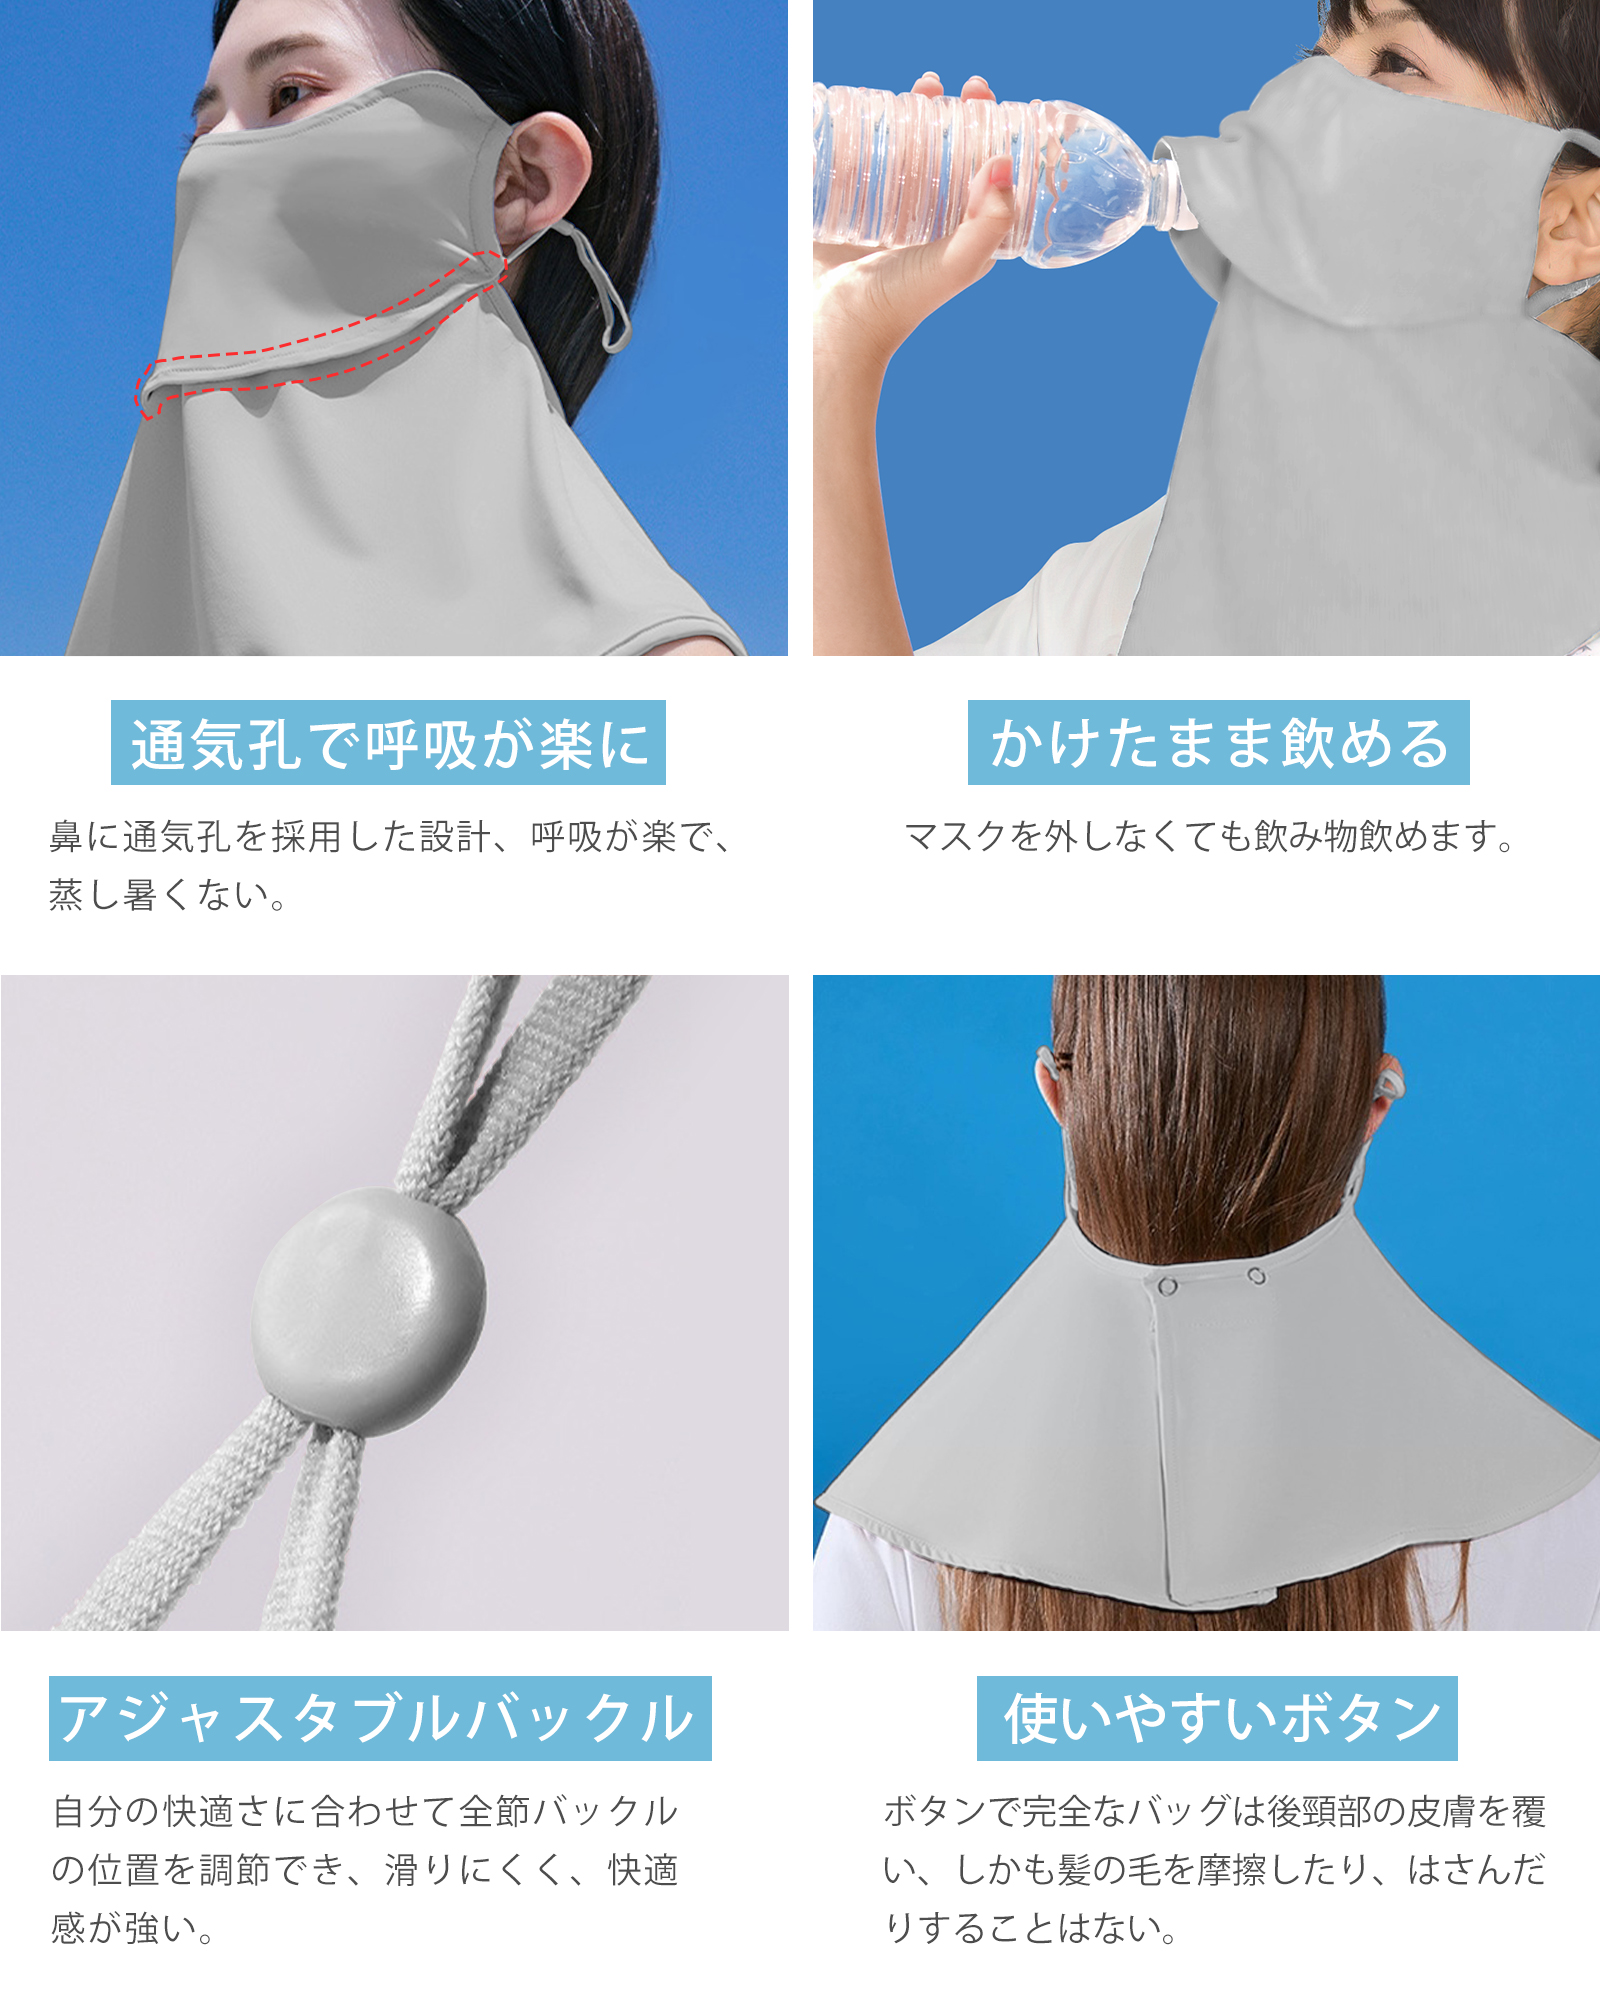 通気孔で呼吸が楽に
鼻に通気孔を採用した設計、呼吸が楽で、
蒸し暑くない。
かけたまま飲める
マスクを外しなくても飲み物飲めます。
アジャスタブルバックル
自分の快適さに合わせて全節バックル
の位置を調節でき、滑りにくく、快適
感が強い。
使いやすいボタン
ボタンで完全なバッグは後頸部の皮膚を覆
い、しかも髪の毛を摩擦したり、はさんだ
りすることはない。